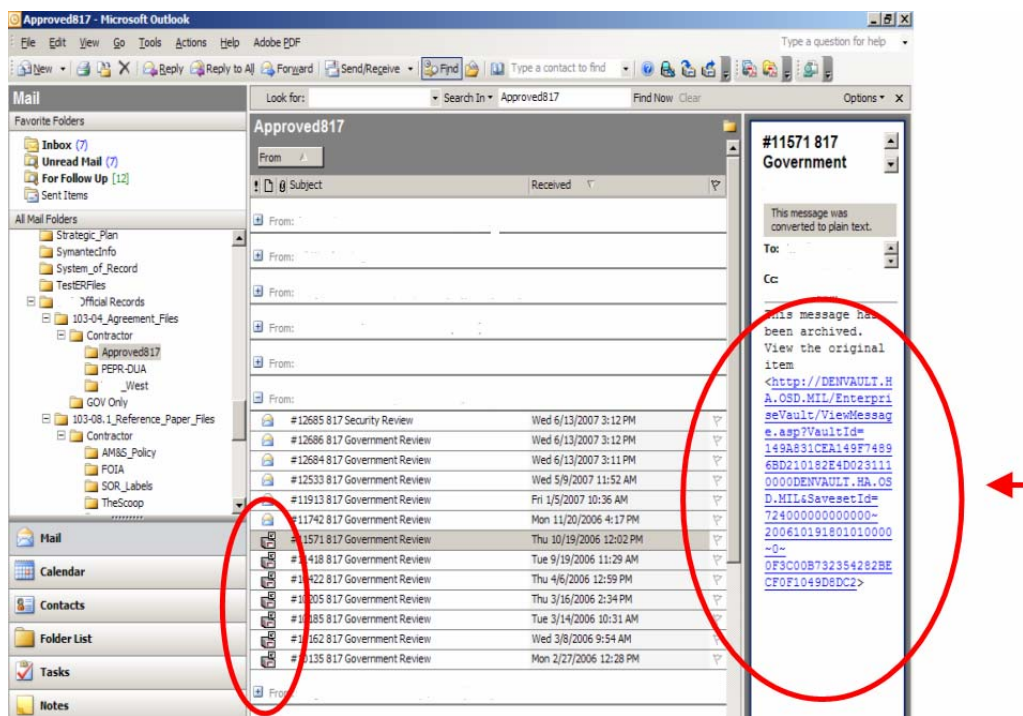 Approved817 - Microsoft Outlook
File Edit View Go Tools Actions Help Adobe PDF
Type a question for help
New Reply Reply to All Forward Send/Receive Find Type a contact to find
Mail
Look for: Search In Approved817 Find Now Clear Options x
Favorite Folders
Inbox (7)
Unread Mail (7)
For Follow Up [12]
Sent Items
All Mail Folders
Strategic_Plan
SymantecInfo
System_of_Record
TestERFiles
Official Records
103-04_Agreement_Files
Contractor
Approved817
PEPR-DUA
_West
GOV Only
103-08.1_Reference_Paper_Files
Contractor
AM&S_Policy
FOIA
SOR_Labels
TheScoop
Mail
Calendar
Contacts
Folder List
Tasks
Notes
Approved817
From
! Subject Received
From:
From:
From:
From:
From:
From:
#12685 817 Security Review Wed 6/13/2007 3:12 PM
#12686 817 Government Review Wed 6/13/2007 3:12 PM
#12684 817 Government Review Wed 6/13/2007 3:11 PM
#12533 817 Government Review Wed 5/9/2007 11:52 AM
#11913 817 Government Review Fri 1/5/2007 10:36 AM
#11742 817 Government Review Mon 11/20/2006 4:17 PM
#11571 817 Government Review Thu 10/19/2006 12:02 PM
817 Government Review Tue 9/19/2006 11:29 AM
817 Government Review Thu 4/6/2006 12:59 PM
817 Government Review Thu 3/16/2006 2:34 PM
817 Government Review Tue 3/14/2006 10:31 AM
817 Government Review Wed 3/8/2006 9:54 AM
#10135 817 Government Review Mon 2/27/2006 12:28 PM
From
#11571 817
Government
This message was
converted to plain text.
To:
Cc
This message has
been archived.
View the original
item
<http://DENVAULT.H
A.OSD.MIL/Enterpri
seVault/ViewMessag
e.asp?VaultId=
149A831CEA149F7489
6BD210182E4D023111
0000DENVAULT.HA.OS
D.MIL&SavesetId=
724000000000000~
200610191801010000
~0~
0F3C00B732354282BE
CF0F1049D8DC2>